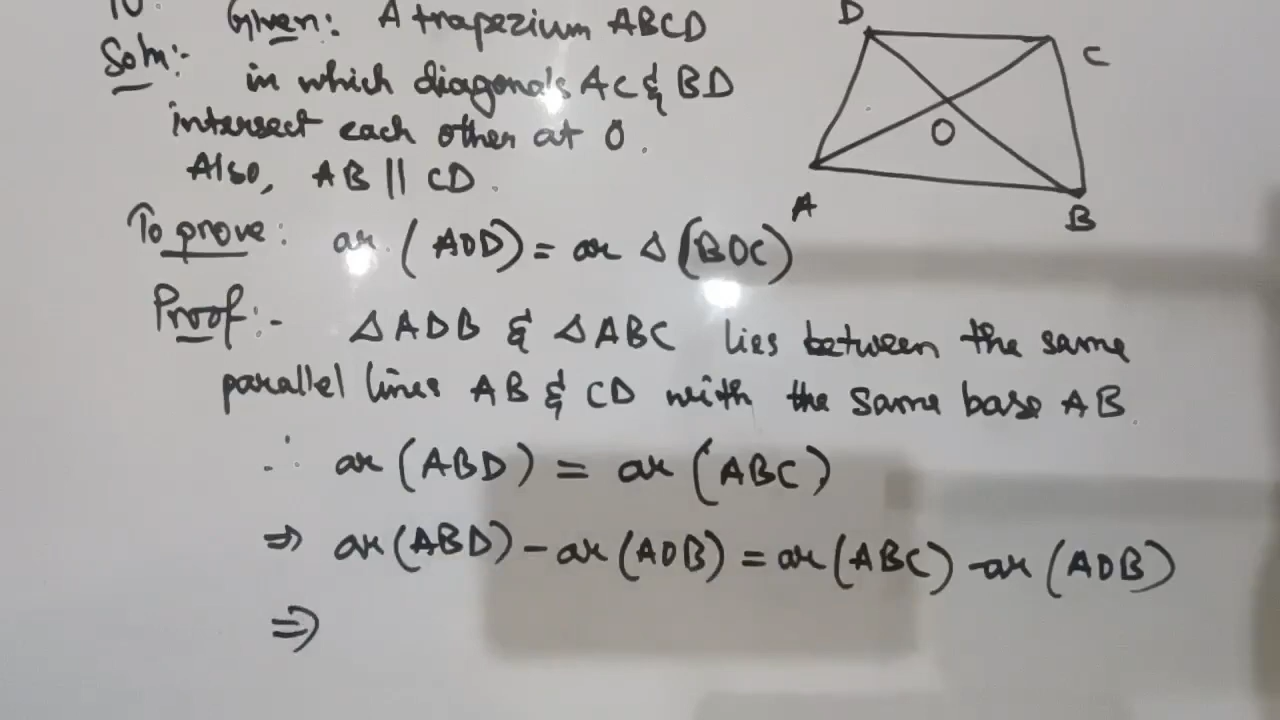 10.
Given: A trapezium ABCD
Soln:- in which diagonals AC & BD
intersect each other at O.
Also, AB || CD.
D
C
O
A
B
To prove: ar. (AOD) = ar Δ (BOC)
Proof:- ΔADB & ΔABC lies between the same
parallel lines AB & CD with the same base AB.
∴ ar (ABD) = ar (ABC)
⇒ ar (ABD) - ar (AOB) = ar (ABC) - ar (AOB)
⇒